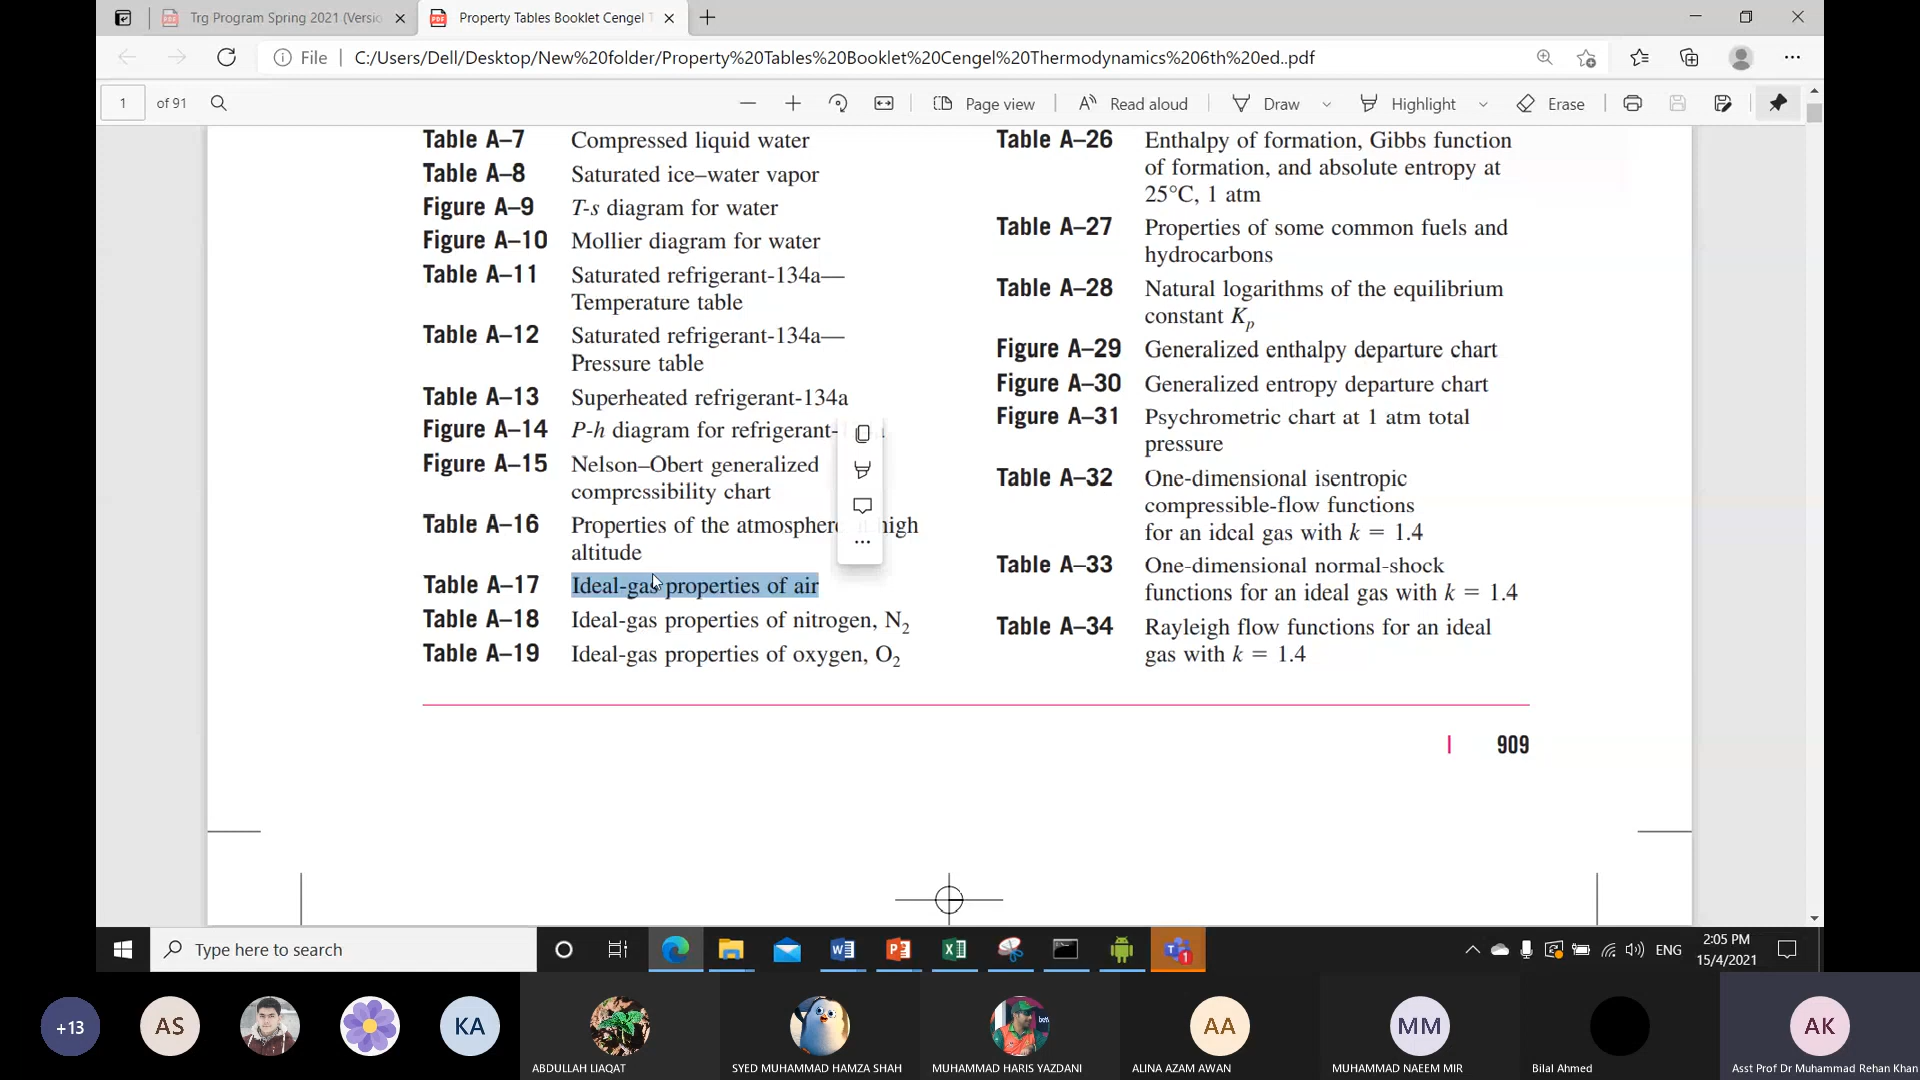 Trg Program Spring 2021 (Versio
Property Tables Booklet Cengel T
File
C:/Users/Dell/Desktop/New%20folder/Property%20Tables%20Booklet%20Cengel%20Thermodynamics%206th%20ed..pdf
1 of 91
Page view
Read aloud
Draw
Highlight
Erase
Table A–7 Compressed liquid water
Table A–8 Saturated ice–water vapor
Figure A–9 T-s diagram for water
Figure A–10 Mollier diagram for water
Table A–11 Saturated refrigerant-134a—
Temperature table
Table A–12 Saturated refrigerant-134a—
Pressure table
Table A–13 Superheated refrigerant-134a
Figure A–14 P-h diagram for refrigerant-
Figure A–15 Nelson–Obert generalized
compressibility chart
Table A–16 Properties of the atmosphere high
altitude
Table A–17 Ideal-gas properties of air
Table A–18 Ideal-gas properties of nitrogen, N2
Table A–19 Ideal-gas properties of oxygen, O2
Table A–26 Enthalpy of formation, Gibbs function
of formation, and absolute entropy at
25°C, 1 atm
Table A–27 Properties of some common fuels and
hydrocarbons
Table A–28 Natural logarithms of the equilibrium
constant Kp
Figure A–29 Generalized enthalpy departure chart
Figure A–30 Generalized entropy departure chart
Figure A–31 Psychrometric chart at 1 atm total
pressure
Table A–32 One-dimensional isentropic
compressible-flow functions
for an ideal gas with k = 1.4
Table A–33 One-dimensional normal-shock
functions for an ideal gas with k = 1.4
Table A–34 Rayleigh flow functions for an ideal
gas with k = 1.4
909
Type here to search
1
ENG
2:05 PM
15/4/2021
+13
AS
KA
AA
MM
AK
ABDULLAH LIAQAT
SYED MUHAMMAD HAMZA SHAH
MUHAMMAD HARIS YAZDANI
ALINA AZAM AWAN
MUHAMMAD NAEEM MIR
Bilal Ahmed
Asst Prof Dr Muhammad Rehan Khan